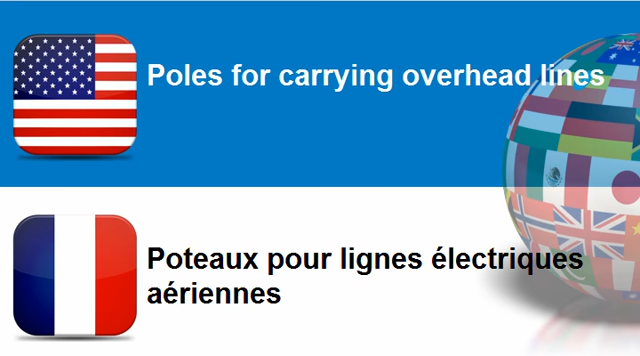 Poles for carrying overhead lines
Poteaux pour lignes électriques
aériennes